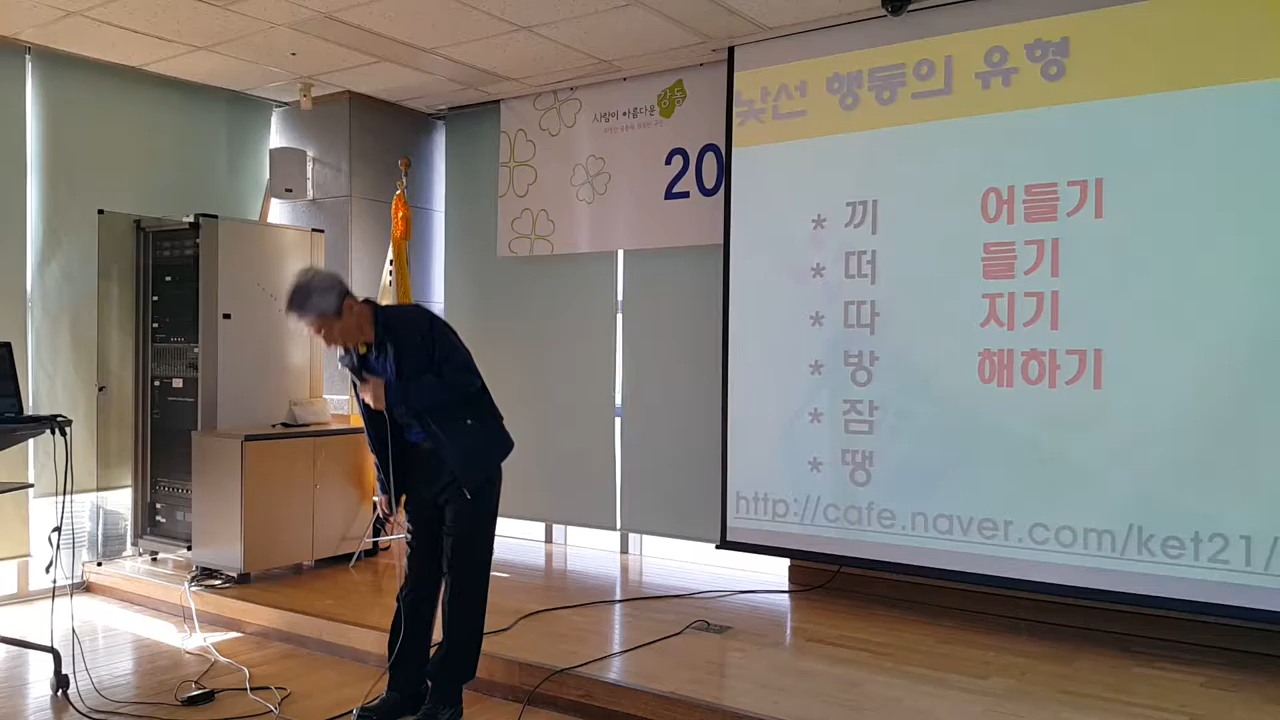 사람이 아름다운 강동
20
낯선 행동의 유형
* 끼 어들기
* 떠 들기
* 따 지기
* 방 해하기
* 잠
* 땡
http://cafe.naver.com/ket21/